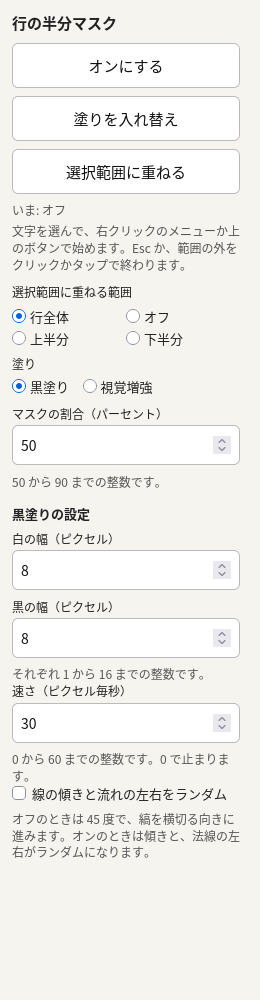 行の半分マスク
オンにする
塗りを入れ替え
選択範囲に重ねる
いま: オフ
文字を選んで、右クリックのメニューか上
のボタンで始めます。Esc か、範囲の外を
クリックかタップで終わります。
選択範囲に重ねる範囲
行全体 オフ
上半分 下半分
塗り
黒塗り 視覚増強
マスクの割合（パーセント）
50
50 から 90 までの整数です。
黒塗りの設定
白の幅（ピクセル）
8
黒の幅（ピクセル）
8
それぞれ 1 から 16 までの整数です。
速さ（ピクセル毎秒）
30
0 から 60 までの整数です。0 で止まりま
す。
線の傾きと流れの左右をランダム
オフのときは 45 度で、縞を横切る向きに
進みます。オンのときは傾きと、法線の左
右がランダムになります。